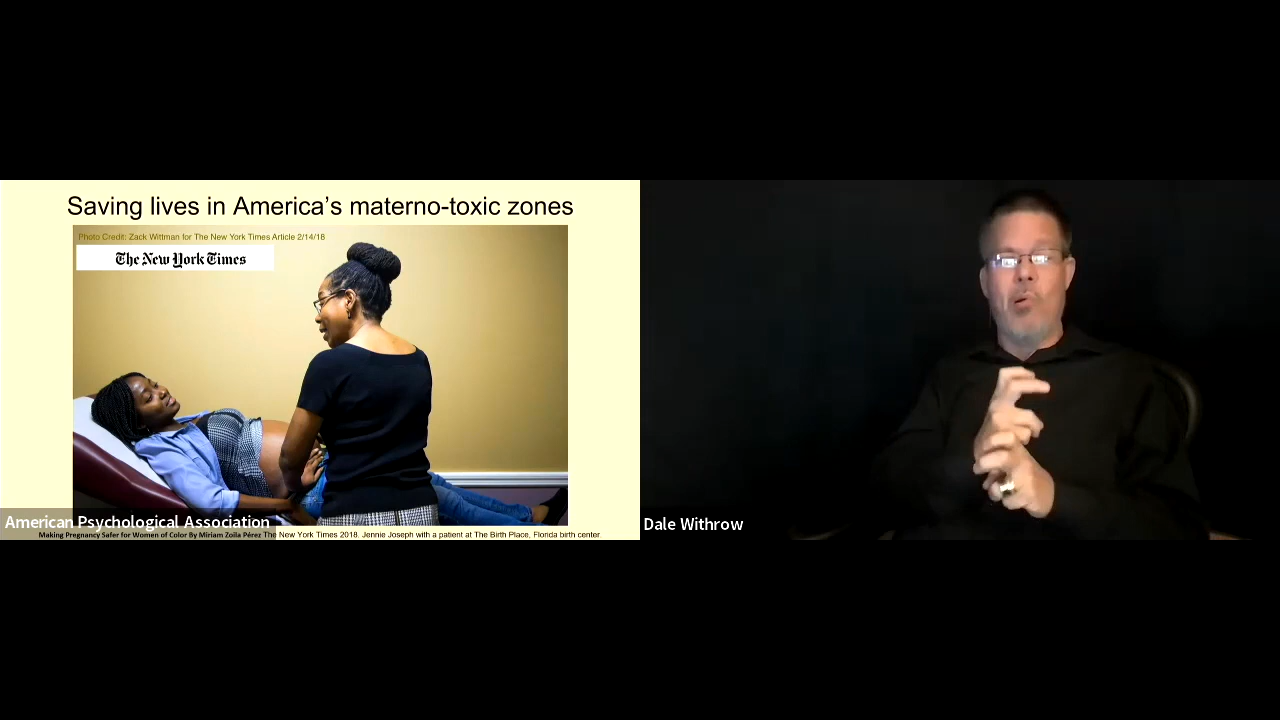 Saving lives in America's materno-toxic zones
Photo Credit: Zack Wittman for The New York Times Article 2/14/18
The New York Times
American Psychological Association
Making Pregnancy Safer for Women of Color By Miriam Zoila Pérez The New York Times 2018. Jennie Joseph with a patient at The Birth Place, Florida birth center.
Dale Withrow